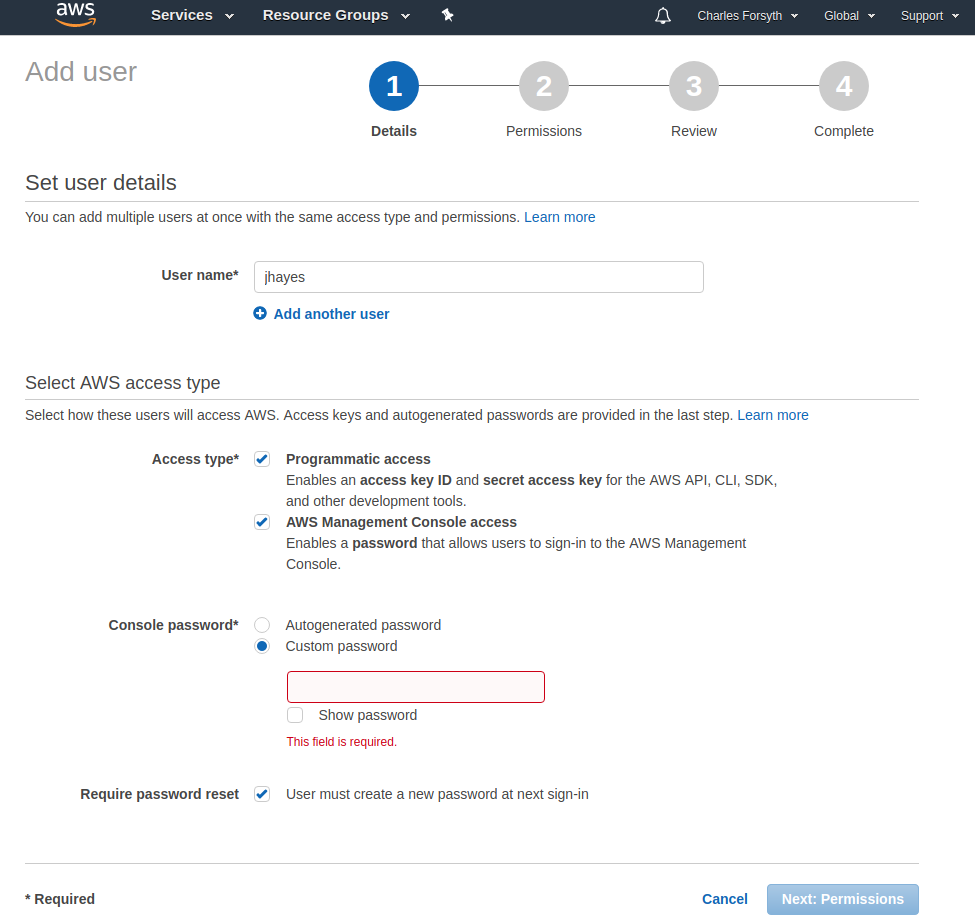 aws Services Resource Groups Charles Forsyth Global Support
Add user
1 2 3 4
Details Permissions Review Complete
Set user details
You can add multiple users at once with the same access type and permissions. Learn more
User name* jhayes
Add another user
Select AWS access type
Select how these users will access AWS. Access keys and autogenerated passwords are provided in the last step. Learn more
Access type* Programmatic access
Enables an access key ID and secret access key for the AWS API, CLI, SDK,
and other development tools.
AWS Management Console access
Enables a password that allows users to sign-in to the AWS Management
Console.
Console password* Autogenerated password
Custom password
Show password
This field is required.
Require password reset User must create a new password at next sign-in
* Required Cancel Next: Permissions